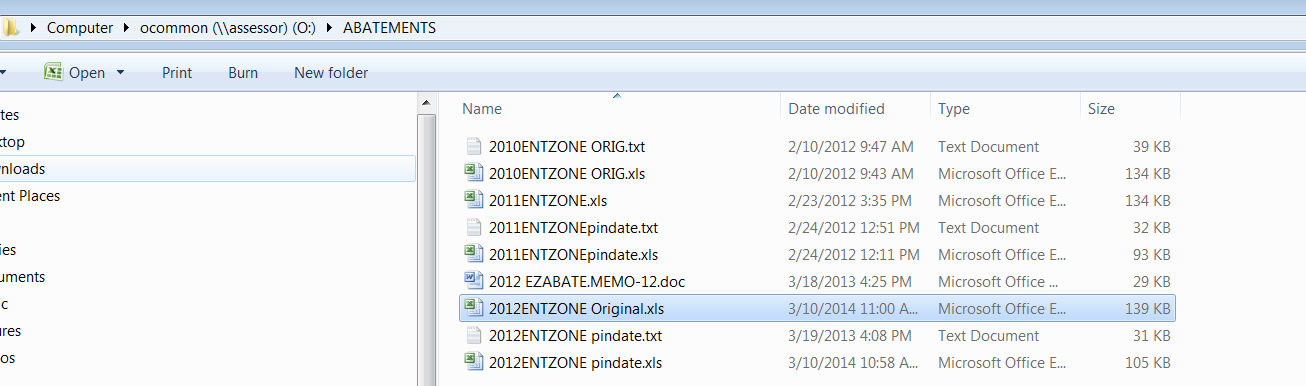 Computer ocommon (\\assessor) (O:) ABATEMENTS
Open Print Burn New folder
Name Date modified Type Size
tes
ktop
nloads
ent Places
ies
uments
c
ures
os
2010ENTZONE ORIG.txt 2/10/2012 9:47 AM Text Document 39 KB
2010ENTZONE ORIG.xls 2/10/2012 9:43 AM Microsoft Office E... 134 KB
2011ENTZONE.xls 2/23/2012 3:35 PM Microsoft Office E... 134 KB
2011ENTZONEpindate.txt 2/24/2012 12:51 PM Text Document 32 KB
2011ENTZONEpindate.xls 2/24/2012 12:11 PM Microsoft Office E... 93 KB
2012 EZABATE.MEMO-12.doc 3/18/2013 4:25 PM Microsoft Office ... 29 KB
2012ENTZONE Original.xls 3/10/2014 11:00 A... Microsoft Office E... 139 KB
2012ENTZONE pindate.txt 3/19/2013 4:08 PM Text Document 31 KB
2012ENTZONE pindate.xls 3/10/2014 10:58 A... Microsoft Office E... 105 KB